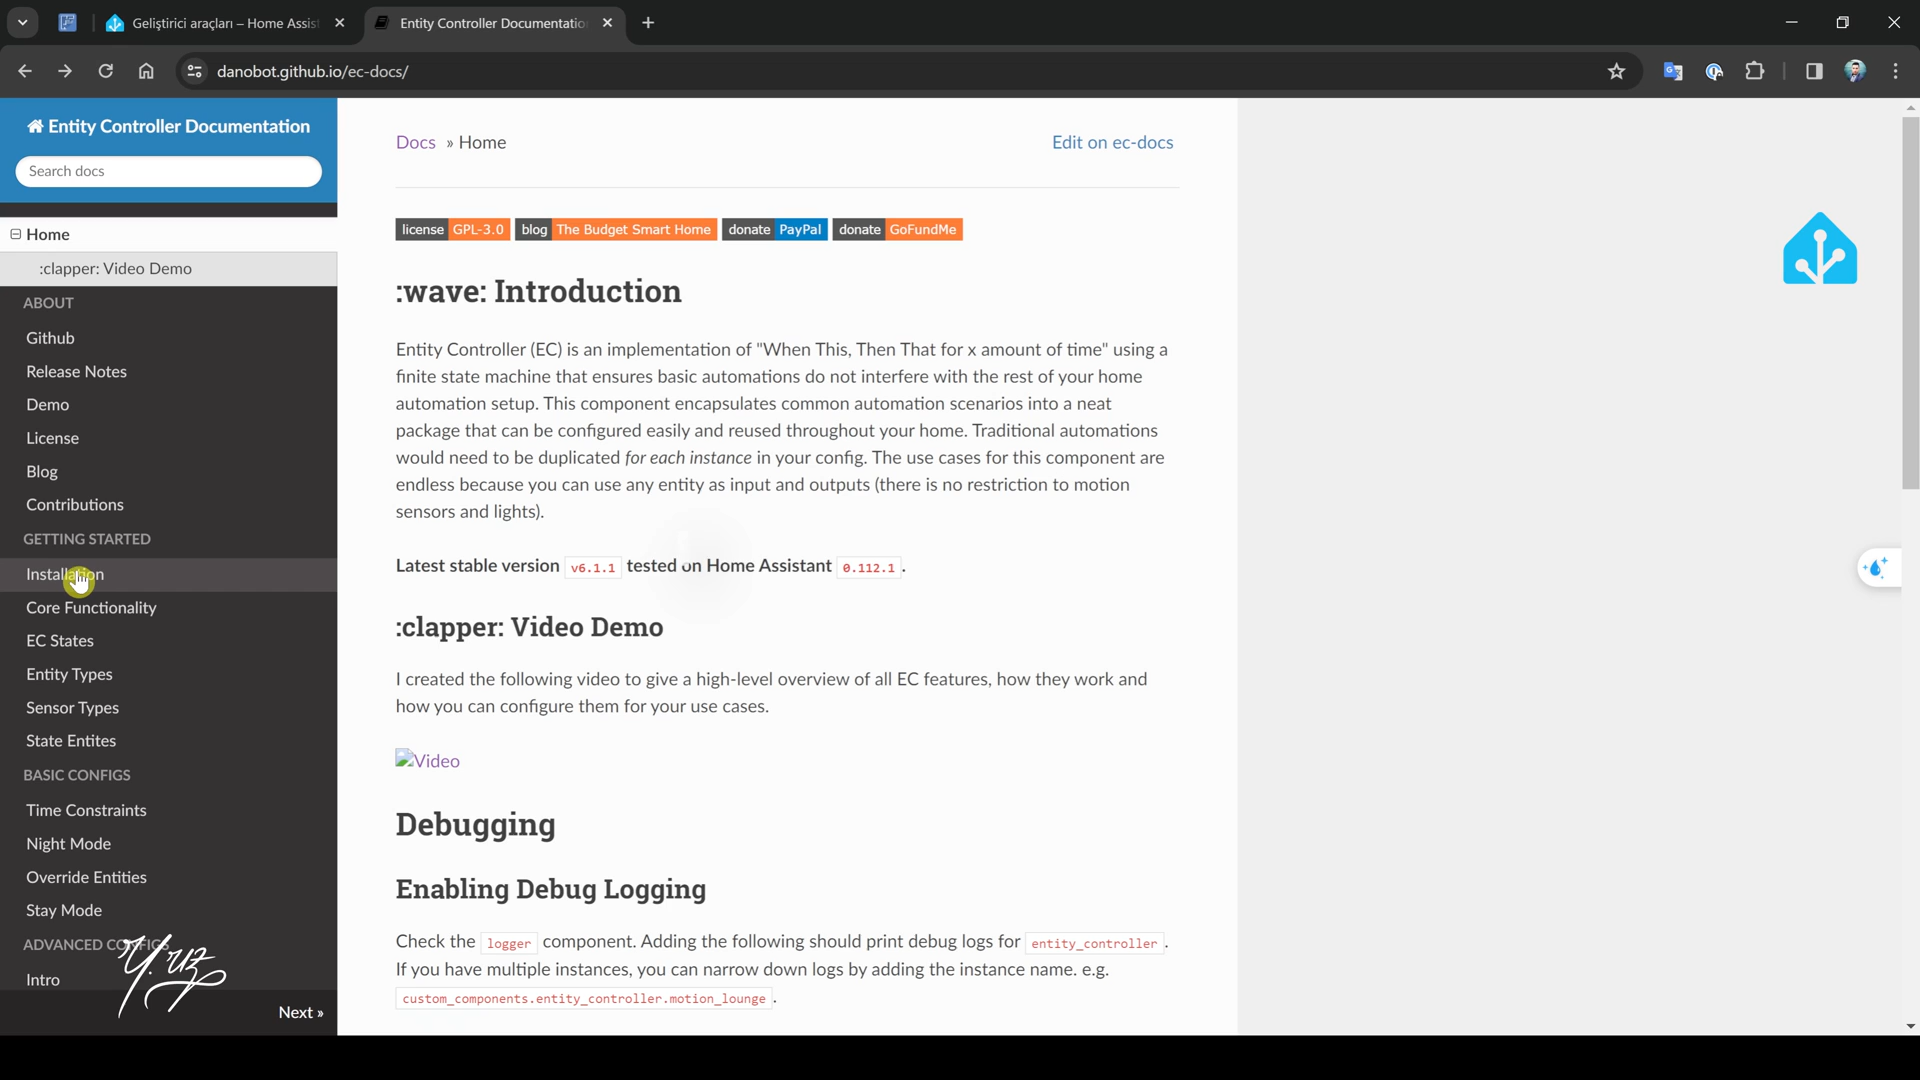 Geliştirici araçları – Home Assis
Entity Controller Documentatio
danobot.github.io/ec-docs/
Entity Controller Documentation
Search docs
Home
:clapper: Video Demo
ABOUT
Github
Release Notes
Demo
License
Blog
Contributions
GETTING STARTED
Installation
Core Functionality
EC States
Entity Types
Sensor Types
State Entites
BASIC CONFIGS
Time Constraints
Night Mode
Override Entities
Stay Mode
ADVANCED CONFIGS
Intro
Y.uz
Next »
Docs » Home
Edit on ec-docs
license GPL-3.0 blog The Budget Smart Home donate PayPal donate GoFundMe
:wave: Introduction
Entity Controller (EC) is an implementation of "When This, Then That for x amount of time" using a
finite state machine that ensures basic automations do not interfere with the rest of your home
automation setup. This component encapsulates common automation scenarios into a neat
package that can be configured easily and reused throughout your home. Traditional automations
would need to be duplicated for each instance in your config. The use cases for this component are
endless because you can use any entity as input and outputs (there is no restriction to motion
sensors and lights).
Latest stable version v6.1.1 tested on Home Assistant 0.112.1.
:clapper: Video Demo
I created the following video to give a high-level overview of all EC features, how they work and
how you can configure them for your use cases.
Video
Debugging
Enabling Debug Logging
Check the logger component. Adding the following should print debug logs for entity_controller.
If you have multiple instances, you can narrow down logs by adding the instance name. e.g.
custom_components.entity_controller.motion_lounge.